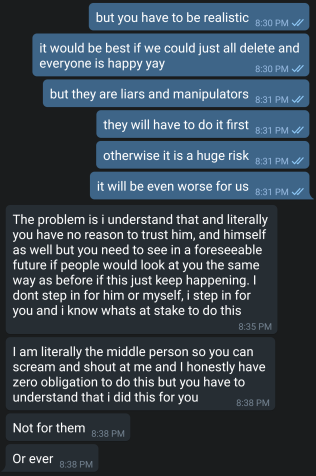 but you have to be realistic
8:30 PM
it would be best if we could just all delete and
everyone is happy yay
8:30 PM
but they are liars and manipulators
8:31 PM
they will have to do it first
8:31 PM
otherwise it is a huge risk
8:31 PM
it will be even worse for us
8:31 PM
The problem is i understand that and literally
you have no reason to trust him, and himself
as well but you need to see in a foreseeable
future if people would look at you the same
way as before if this just keep happening. I
dont step in for him or myself, i step in for
you and i know whats at stake to do this
8:35 PM
I am literally the middle person so you can
scream and shout at me and I honestly have
zero obligation to do this but you have to
understand that i did this for you
8:38 PM
Not for them
8:38 PM
Or ever
8:38 PM